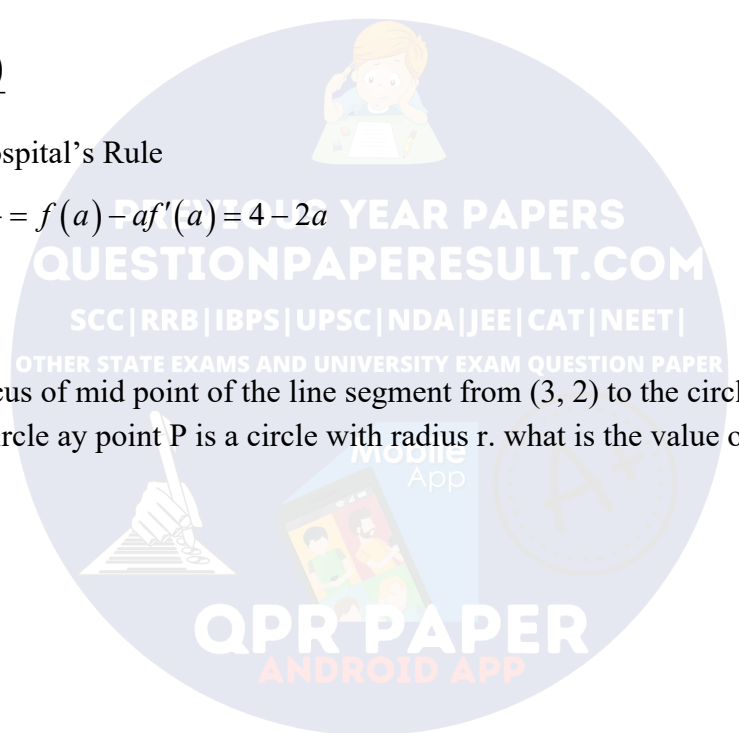 )
ospital's Rule
= f(a) − af′(a) = 4 − 2a
PREVIOUS YEAR PAPERS
QUESTIONPAPERESULT.COM
SCC|RRB|IBPS|UPSC|NDA|JEE|CAT|NEET|
OTHER STATE EXAMS AND UNIVERSITY EXAM QUESTION PAPER
cus of mid point of the line segment from (3, 2) to the circl
ircle ay point P is a circle with radius r. what is the value o
Mobile
App
A+
QPR PAPER
ANDROID APP